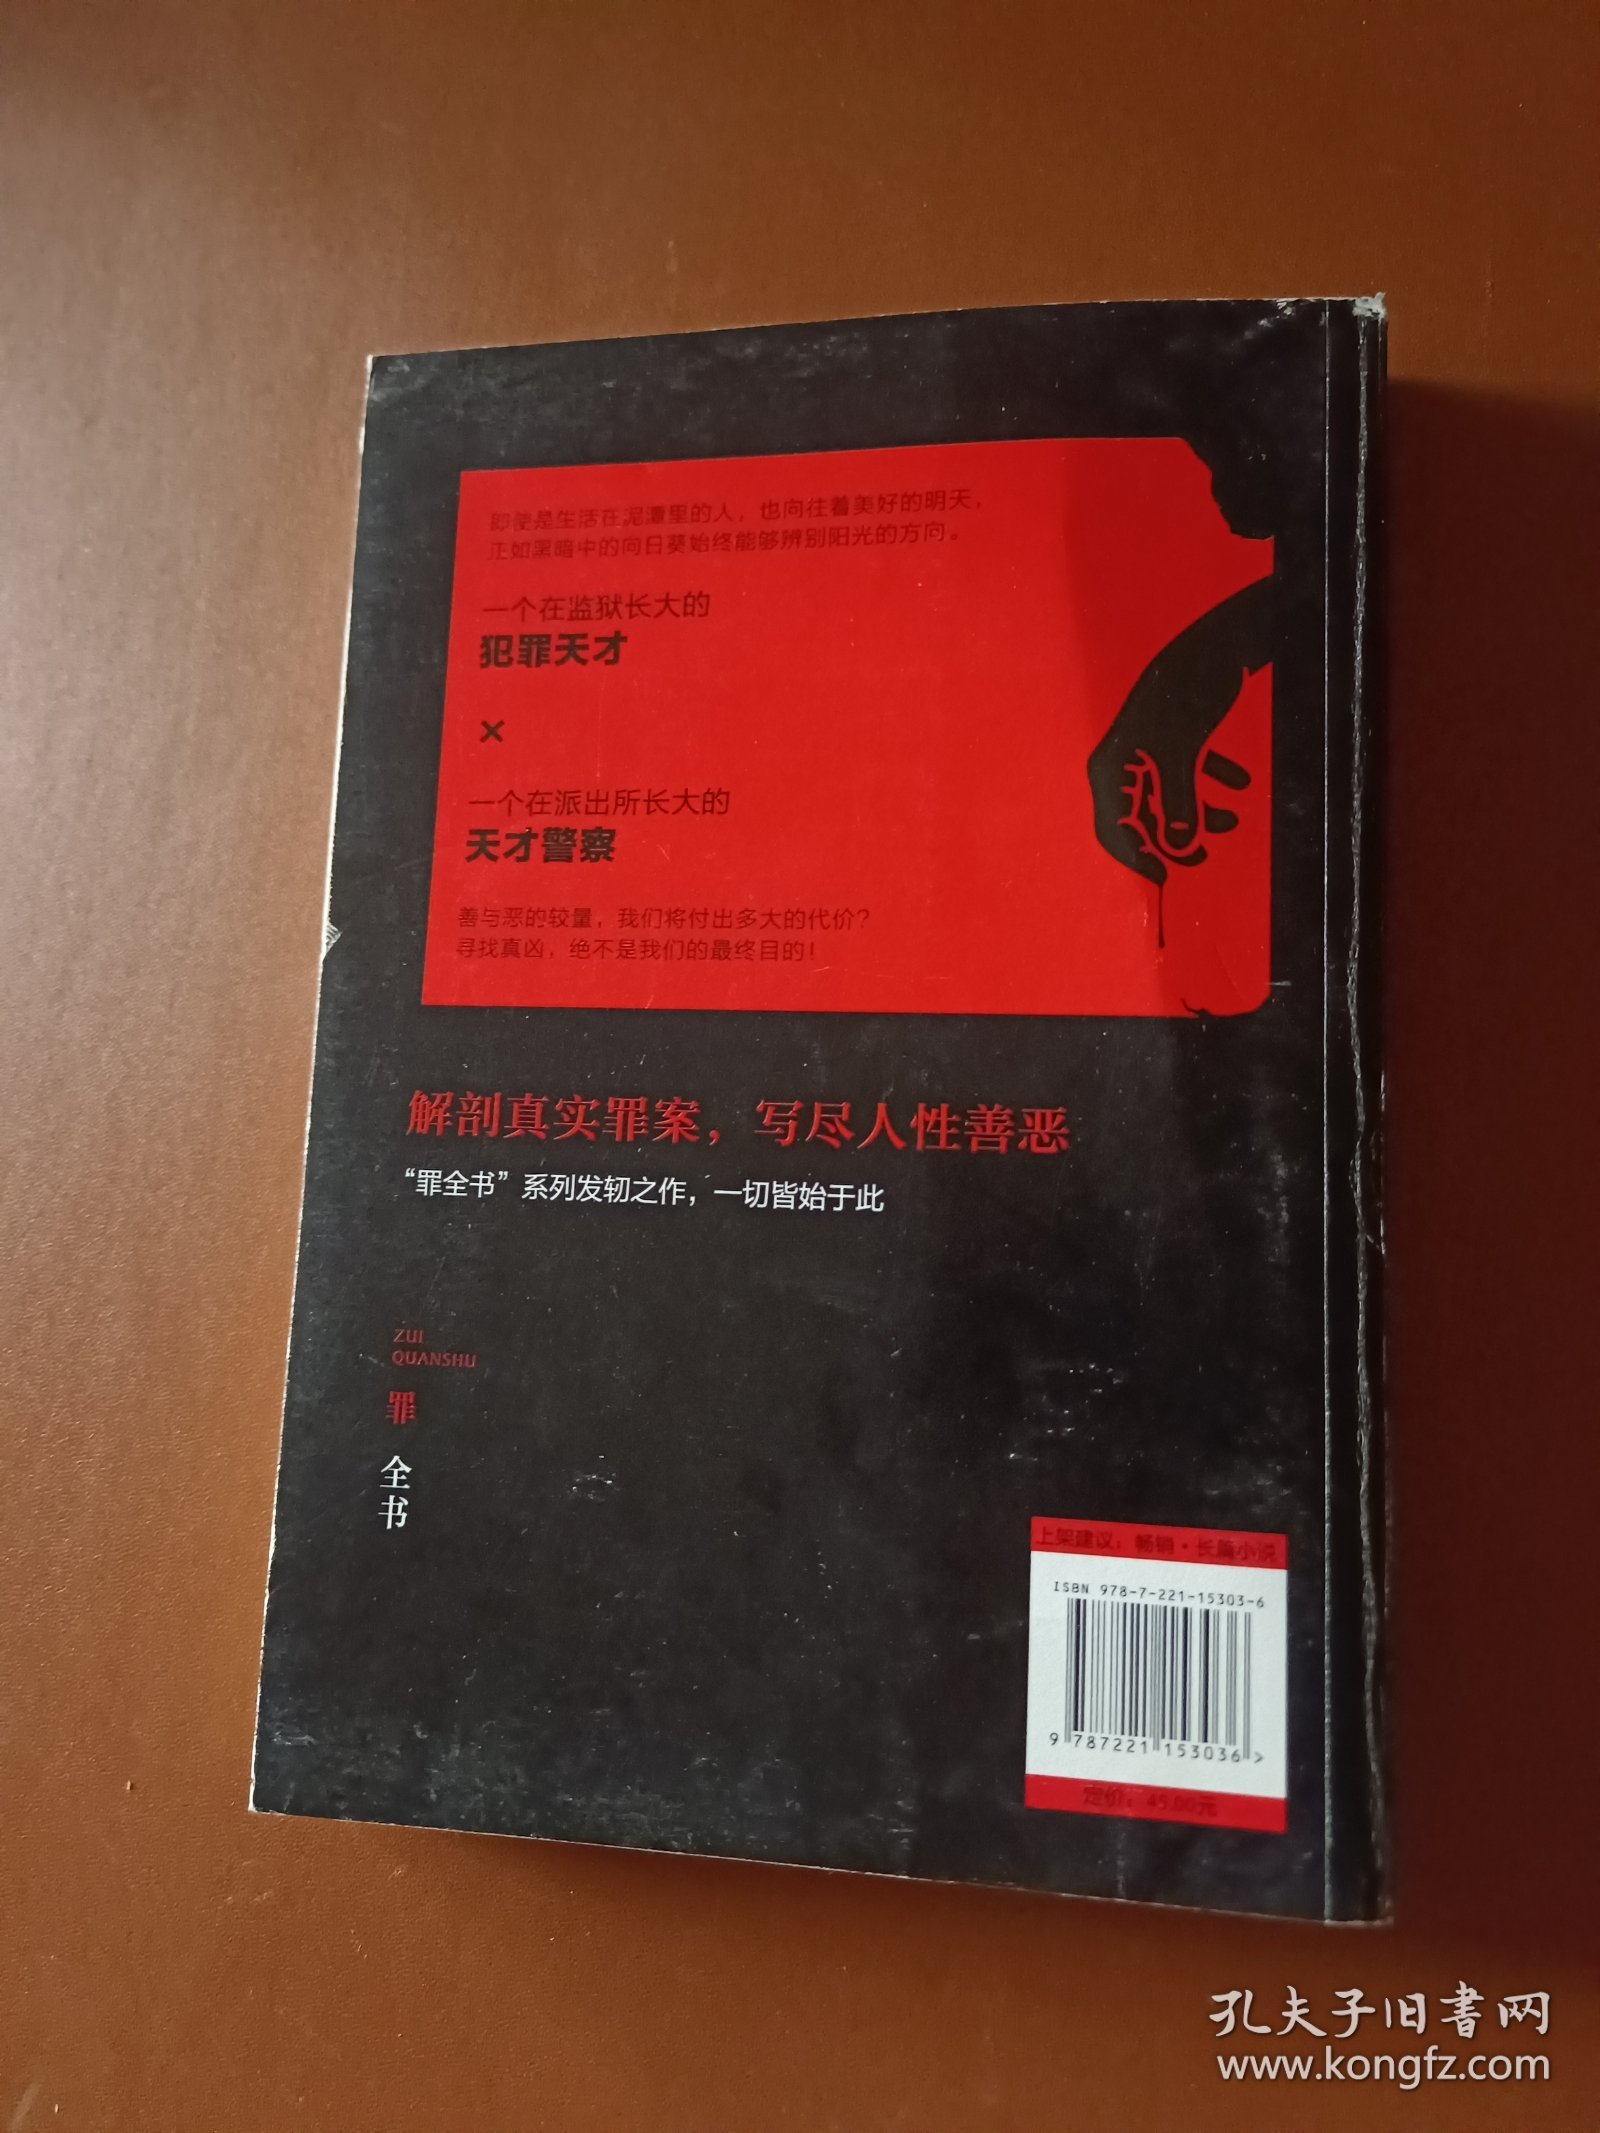 即使是生活在泥潭里的人，也向往着美好的明天，
正如黑暗中的向日葵始终能够辨别阳光的方向。
一个在监狱长大的
犯罪天才
×
一个在派出所长大的
天才警察
善与恶的较量，我们将付出多大的代价？
寻找真凶，绝不是我们的最终目的！
解剖真实罪案，写尽人性善恶
“罪全书”系列发轫之作，一切皆始于此
ZUI
QUANSHU
罪
全
书
上架建议：畅销·长篇小说
ISBN 978-7-221-15303-6
9 787221 153036 >
定价：45.00元
孔夫子旧书网
www.kongfz.com